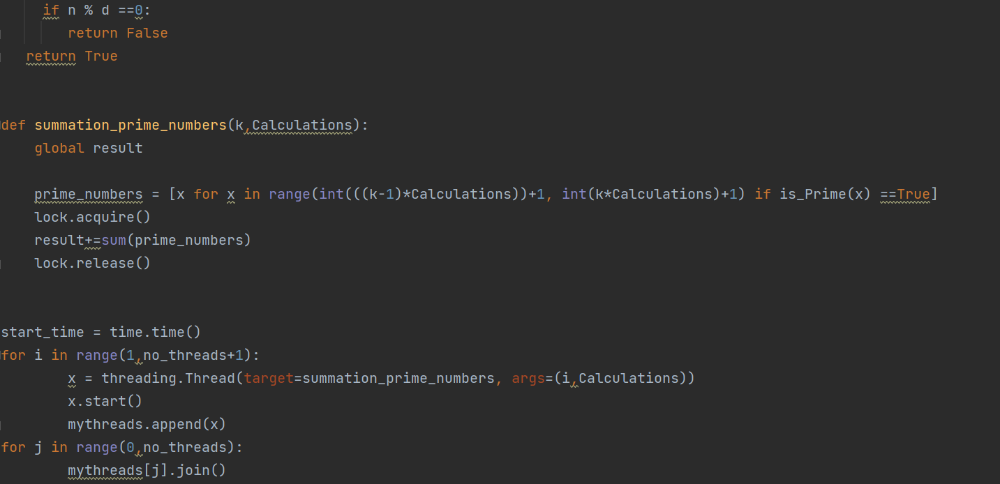 if n % d ==0:
return False
return True
def summation_prime_numbers(k,Calculations):
global result
prime_numbers = [x for x in range(int(((k-1)*Calculations))+1, int(k*Calculations)+1) if is_Prime(x) ==True]
lock.acquire()
result+=sum(prime_numbers)
lock.release()
start_time = time.time()
for i in range(1,no_threads+1):
x = threading.Thread(target=summation_prime_numbers, args=(i,Calculations))
x.start()
mythreads.append(x)
for j in range(0,no_threads):
mythreads[j].join()